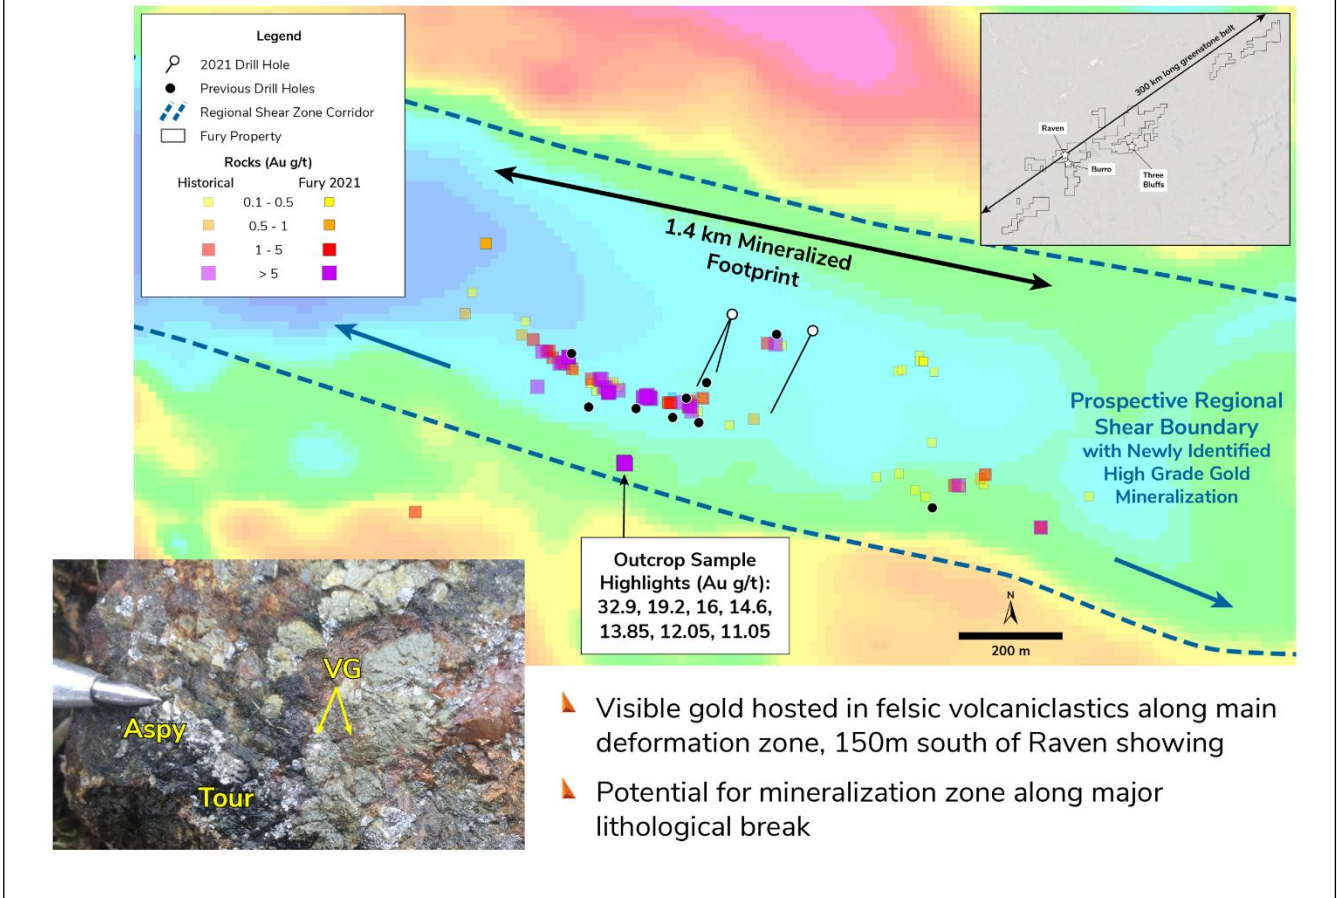 Legend
2021 Drill Hole
Previous Drill Holes
Regional Shear Zone Corridor
Fury Property
Rocks (Au g/t)
Historical Fury 2021
0.1 - 0.5
0.5 - 1
1 - 5
> 5
1.4 km Mineralized
Footprint
300 km long greenstone belt
Raven
Burro
Three
Bluffs
Prospective Regional
Shear Boundary
with Newly Identified
High Grade Gold
Mineralization
Outcrop Sample
Highlights (Au g/t):
32.9, 19.2, 16, 14.6,
13.85, 12.05, 11.05
N
200 m
VG
Aspy
Tour
Visible gold hosted in felsic volcaniclastics along main
deformation zone, 150m south of Raven showing
Potential for mineralization zone along major
lithological break